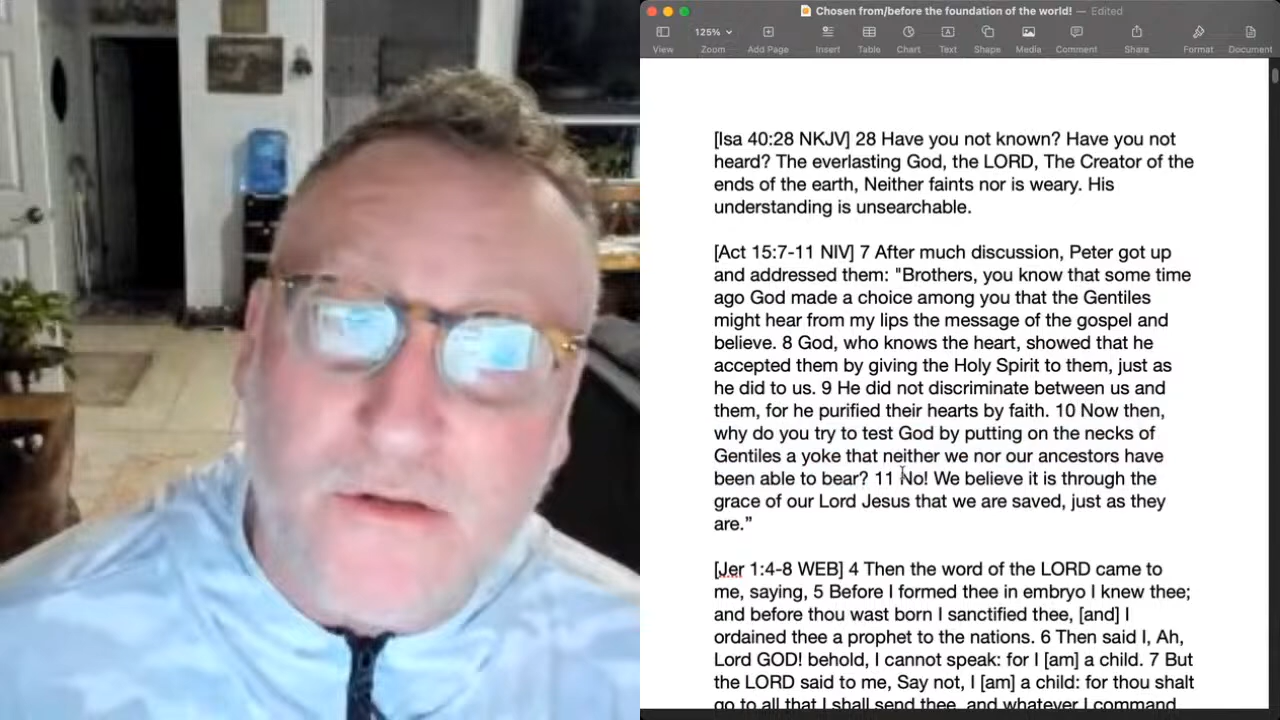 Chosen from/before the foundation of the world! — Edited
125%
View Zoom Add Page Insert Table Chart Text Shape Media Comment Share Format Document
[Isa 40:28 NKJV] 28 Have you not known? Have you not
heard? The everlasting God, the LORD, The Creator of the
ends of the earth, Neither faints nor is weary. His
understanding is unsearchable.
[Act 15:7-11 NIV] 7 After much discussion, Peter got up
and addressed them: "Brothers, you know that some time
ago God made a choice among you that the Gentiles
might hear from my lips the message of the gospel and
believe. 8 God, who knows the heart, showed that he
accepted them by giving the Holy Spirit to them, just as
he did to us. 9 He did not discriminate between us and
them, for he purified their hearts by faith. 10 Now then,
why do you try to test God by putting on the necks of
Gentiles a yoke that neither we nor our ancestors have
been able to bear? 11 No! We believe it is through the
grace of our Lord Jesus that we are saved, just as they
are.”
[Jer 1:4-8 WEB] 4 Then the word of the LORD came to
me, saying, 5 Before I formed thee in embryo I knew thee;
and before thou wast born I sanctified thee, [and] I
ordained thee a prophet to the nations. 6 Then said I, Ah,
Lord GOD! behold, I cannot speak: for I [am] a child. 7 But
the LORD said to me, Say not, I [am] a child: for thou shalt
go to all that I shall send thee, and whatever I command